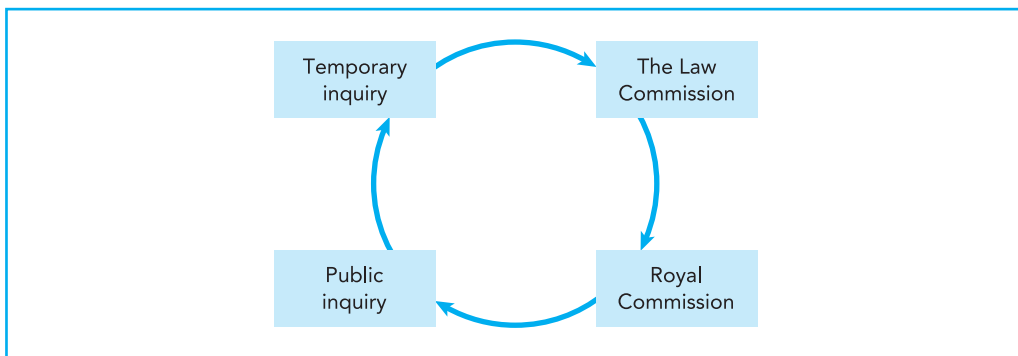 Temporary
inquiry
The Law
Commission
Public
inquiry
Royal
Commission